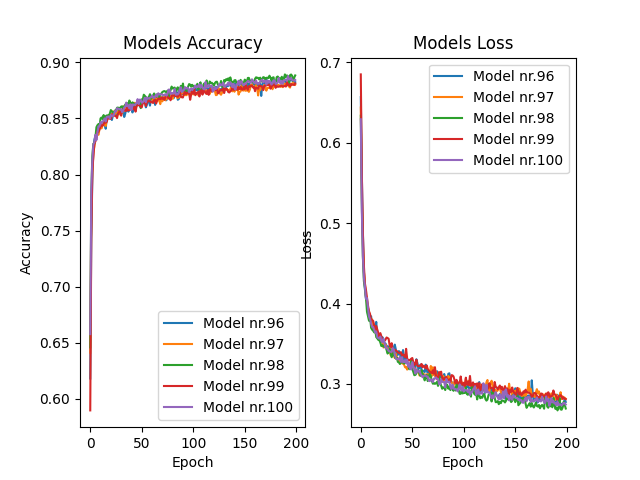 Models Accuracy
0.90
0.85
0.80
0.75
0.70
0.65
0.60
Accuracy
0
50
100
150
200
Epoch
Model nr.96
Model nr.97
Model nr.98
Model nr.99
Model nr.100
Models Loss
0.7
0.6
0.5
0.4
0.3
Loss
0
50
100
150
200
Epoch
Model nr.96
Model nr.97
Model nr.98
Model nr.99
Model nr.100